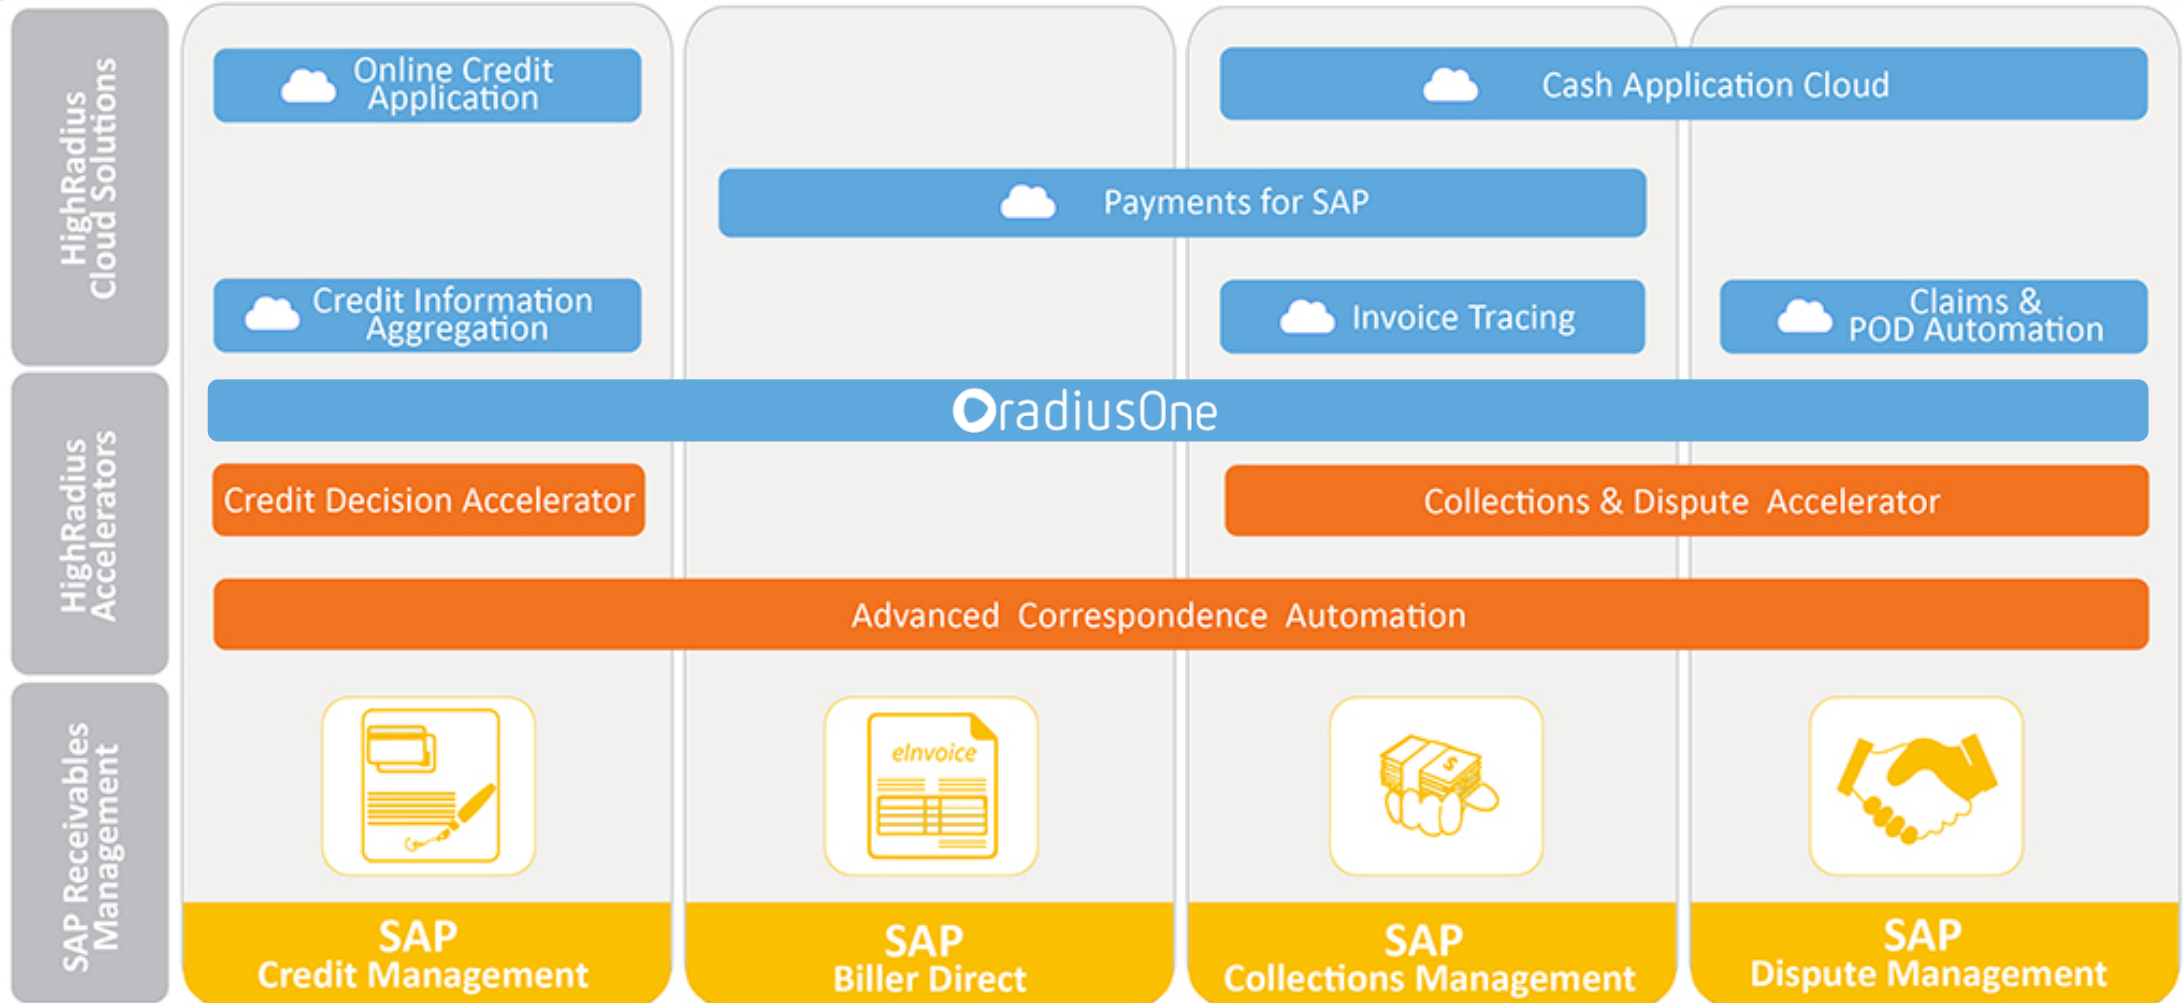 HighRadius
Cloud Solutions
Online Credit
Application
Cash Application Cloud
Payments for SAP
Credit Information
Aggregation
Invoice Tracing
Claims &
POD Automation
radiusOne
HighRadius
Accelerators
Credit Decision Accelerator
Collections & Dispute Accelerator
Advanced Correspondence Automation
SAP Receivables
Management
eInvoice
$
SAP
Credit Management
SAP
Biller Direct
SAP
Collections Management
SAP
Dispute Management